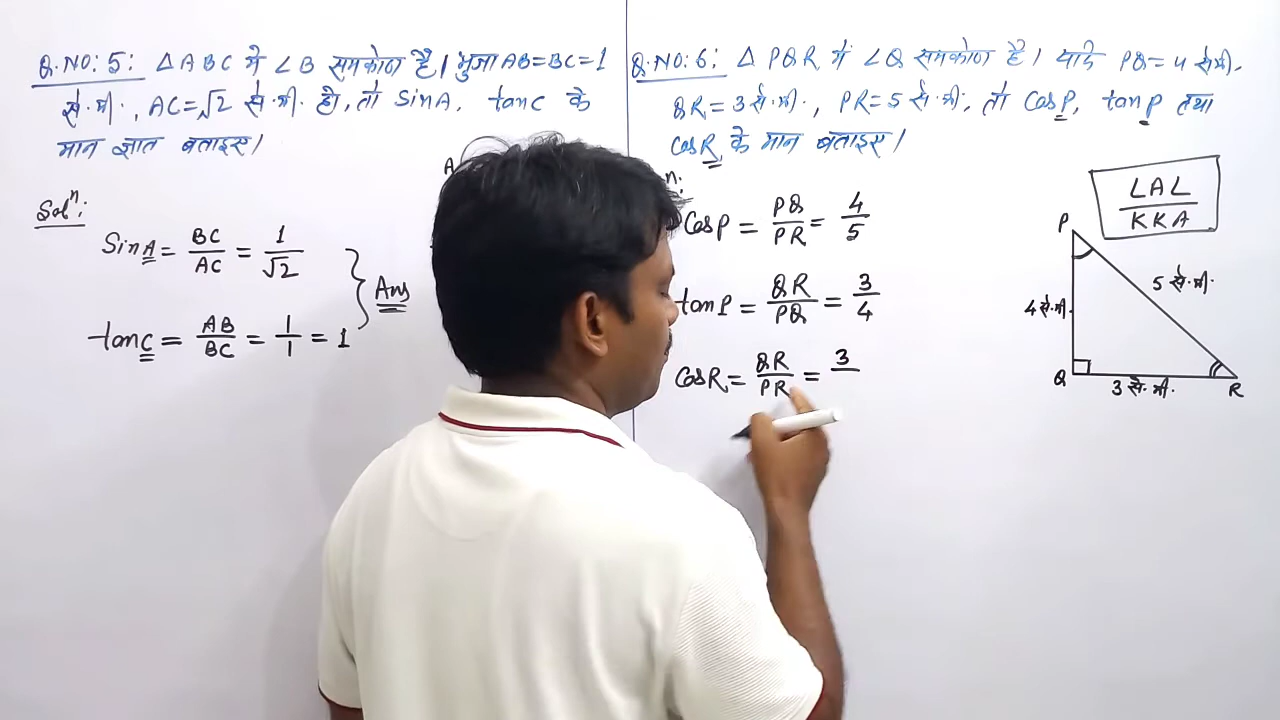 Q.NO: 5: △ ABC में ∠B समकोण है। भुजा AB=BC=1
से॰मी॰, AC=√2 से॰मी॰ हो, तो SinA, tanC के
मान ज्ञात बताइए।
Solⁿ:
SinA = BC/AC = 1/√2
tanC = AB/BC = 1/1 = 1
Ans
A
Q.NO: 6: △ PQR में ∠Q समकोण है। यदि PQ=4 से॰मी॰
QR=3 से॰मी॰, PR=5 से॰मी॰, तो CosP, tanP तथा
CosR के मान बताइए।
n:
CosP = PQ/PR = 4/5
tanP = QR/PQ = 3/4
CosR = QR/PR = 3
LAL
KKA
P
4 से॰मी॰
5 से॰मी॰
Q
3 से॰मी॰
R